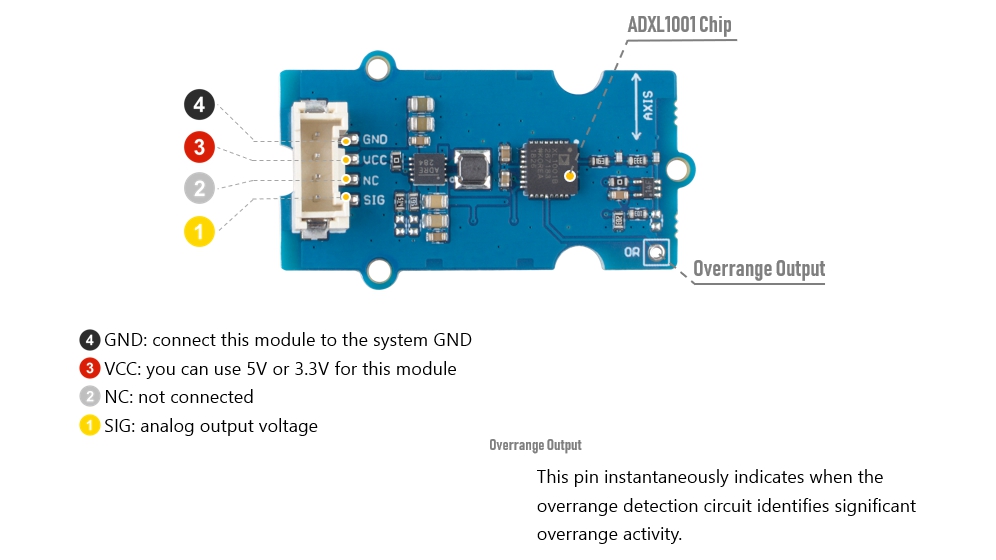 ADXL1001 Chip
4
3
2
1
GND
VCC
NC
SIG
AXIS
OR
Overrange Output
4 GND: connect this module to the system GND
3 VCC: you can use 5V or 3.3V for this module
2 NC: not connected
1 SIG: analog output voltage
Overrange Output
This pin instantaneously indicates when the
overrange detection circuit identifies significant
overrange activity.